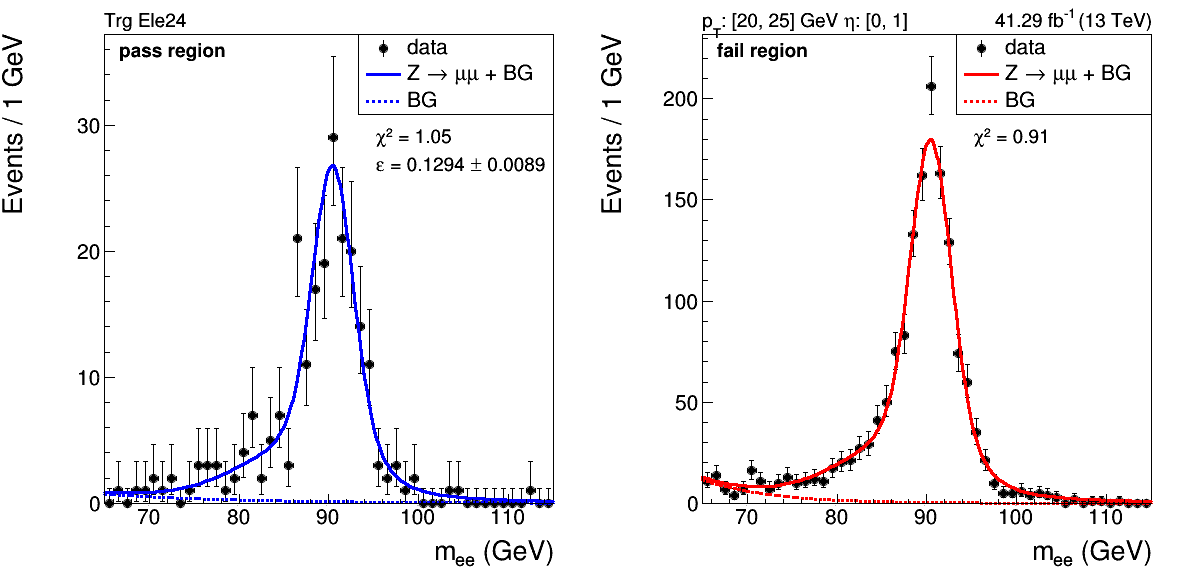 Trg Ele24
pass region
data
Z → μμ + BG
BG
χ² = 1.05
ε = 0.1294 ± 0.0089
Events / 1 GeV
0
10
20
30
70 80 90 100 110
m_ee (GeV)
p_T: [20, 25] GeV η: [0, 1] 41.29 fb⁻¹ (13 TeV)
fail region
data
Z → μμ + BG
BG
χ² = 0.91
Events / 1 GeV
0
50
100
150
200
70 80 90 100 110
m_ee (GeV)